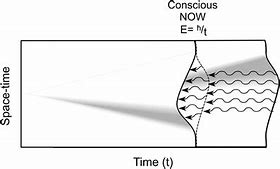 Conscious
NOW
E= h/t
Space-time
Time (t)